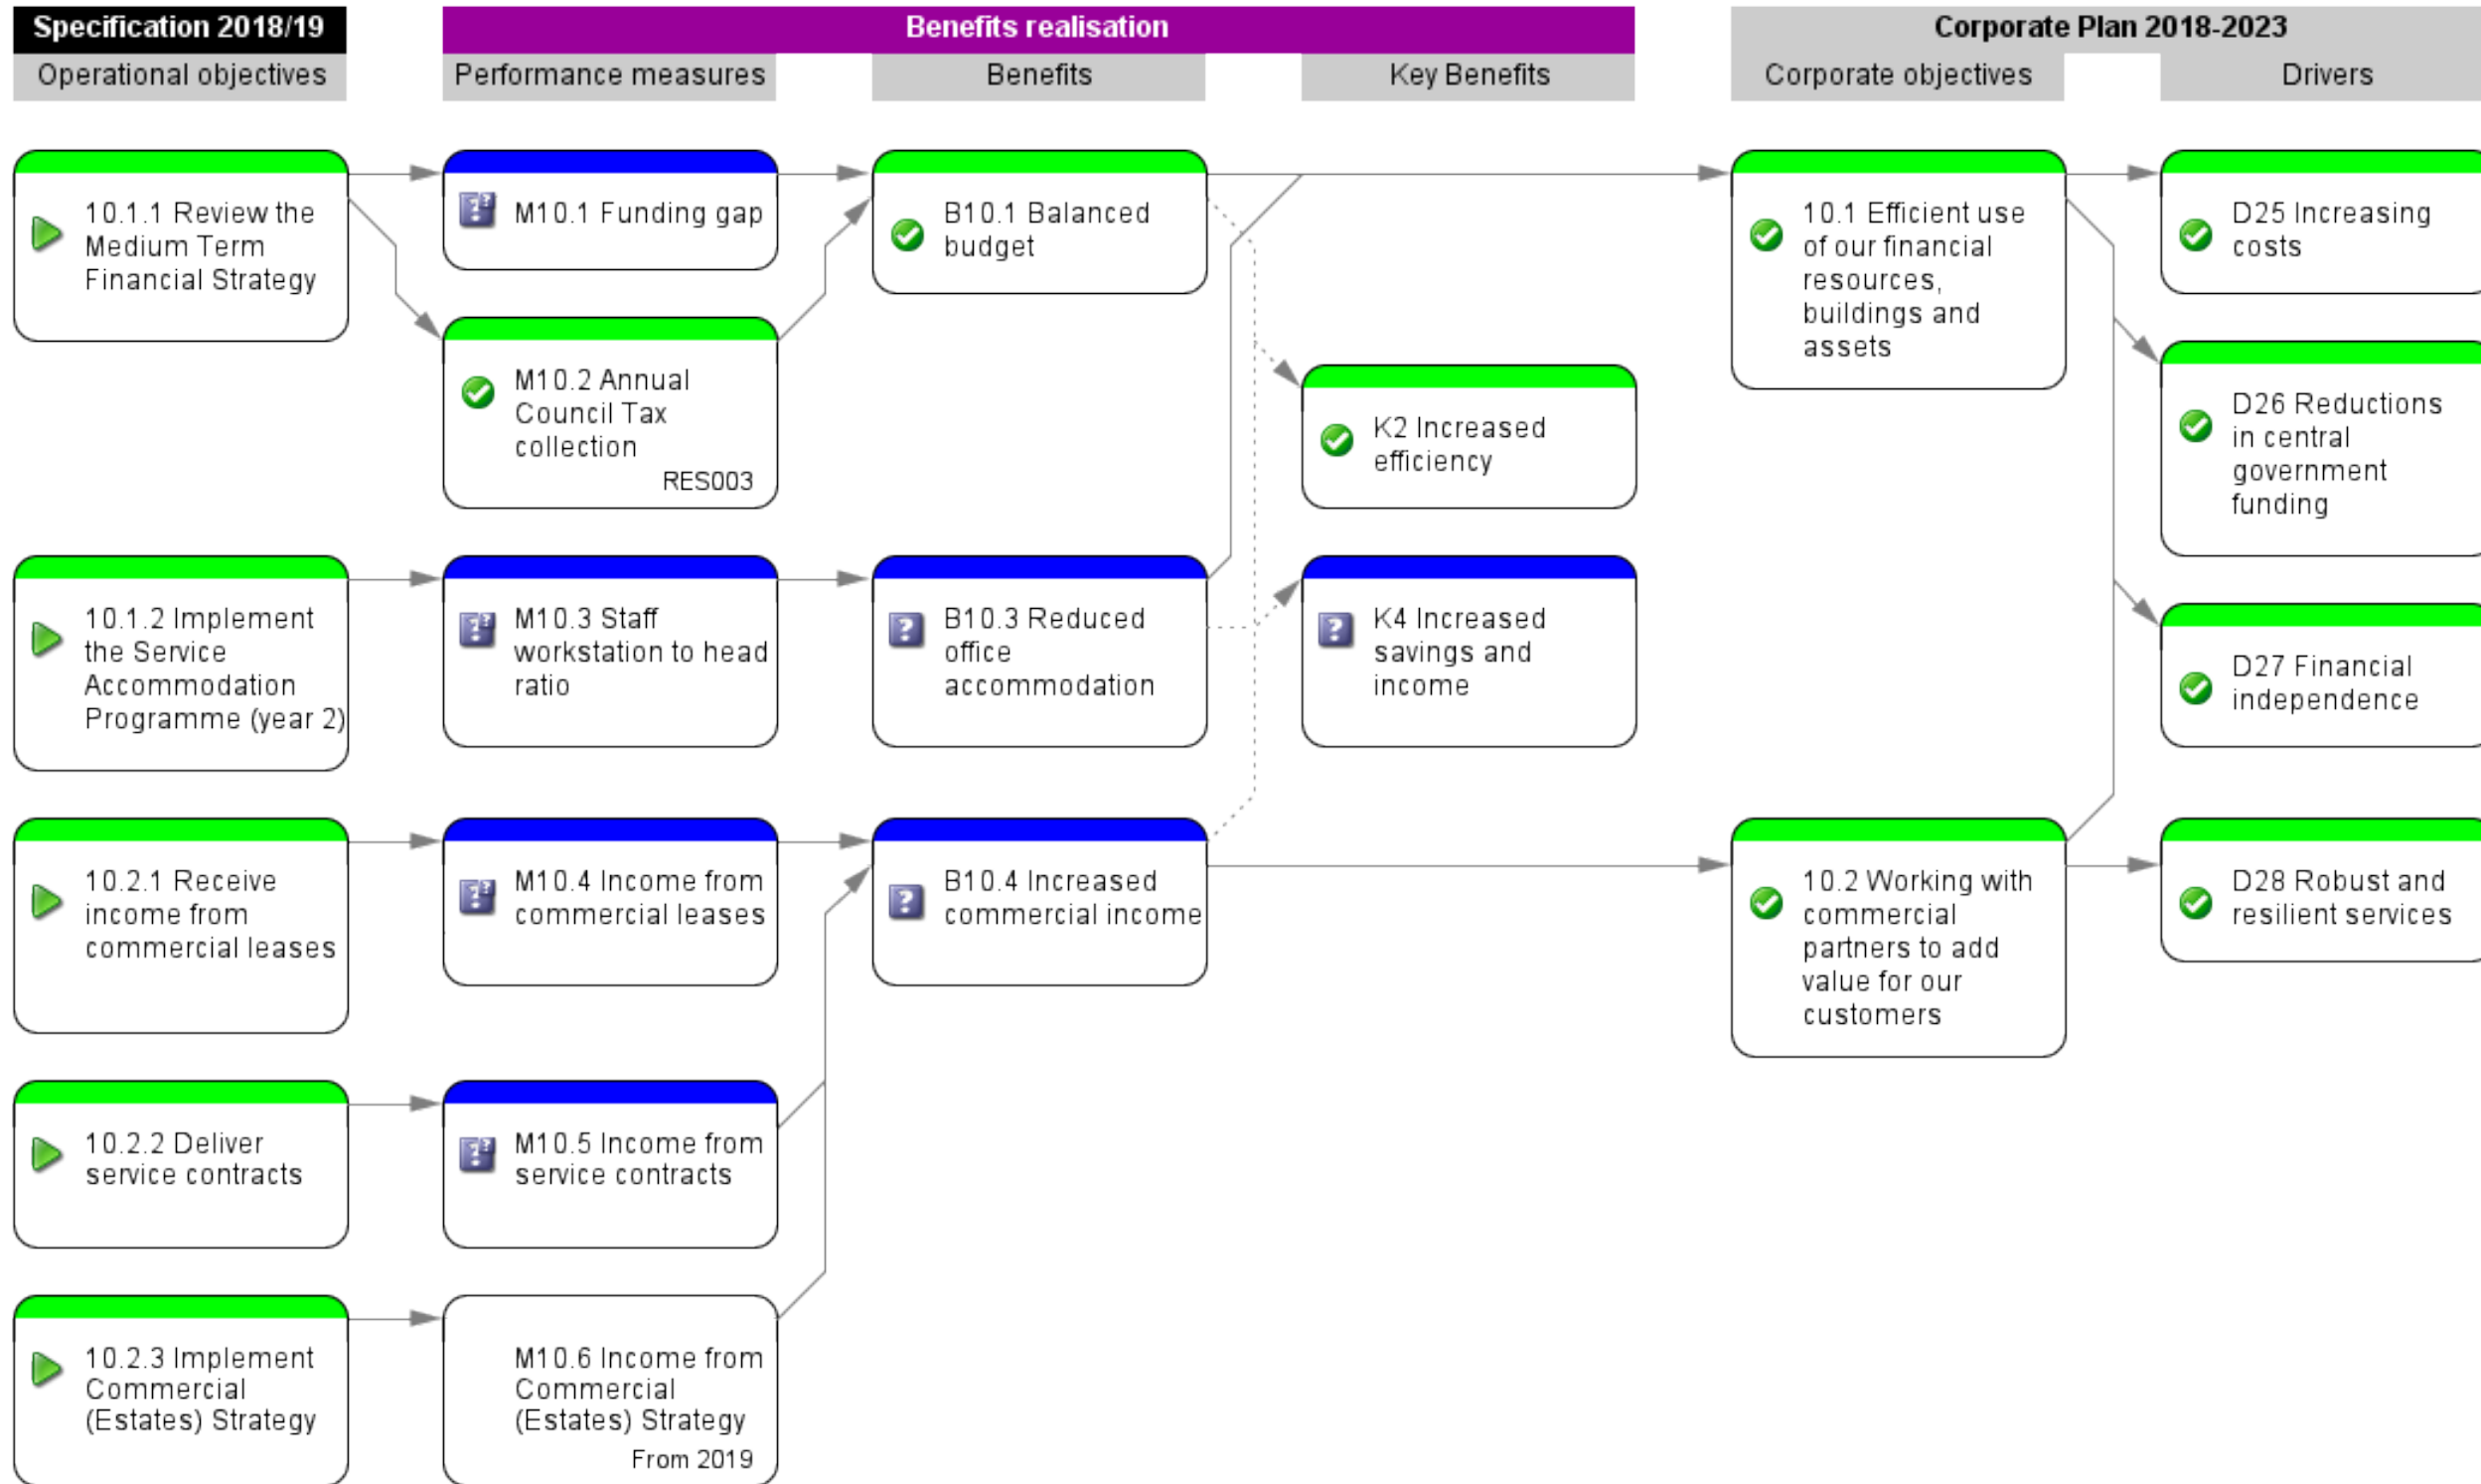 Specification 2018/19
Benefits realisation
Corporate Plan 2018-2023
Operational objectives
Performance measures
Benefits
Key Benefits
Corporate objectives
Drivers
10.1.1 Review the
Medium Term
Financial Strategy
M10.1 Funding gap
B10.1 Balanced
budget
10.1 Efficient use
of our financial
resources,
buildings and
assets
D25 Increasing
costs
M10.2 Annual
Council Tax
collection
RES003
K2 Increased
efficiency
D26 Reductions
in central
government
funding
10.1.2 Implement
the Service
Accommodation
Programme (year 2)
M10.3 Staff
workstation to head
ratio
B10.3 Reduced
office
accommodation
K4 Increased
savings and
income
D27 Financial
independence
10.2.1 Receive
income from
commercial leases
M10.4 Income from
commercial leases
B10.4 Increased
commercial income
10.2 Working with
commercial
partners to add
value for our
customers
D28 Robust and
resilient services
10.2.2 Deliver
service contracts
M10.5 Income from
service contracts
10.2.3 Implement
Commercial
(Estates) Strategy
M10.6 Income from
Commercial
(Estates) Strategy
From 2019